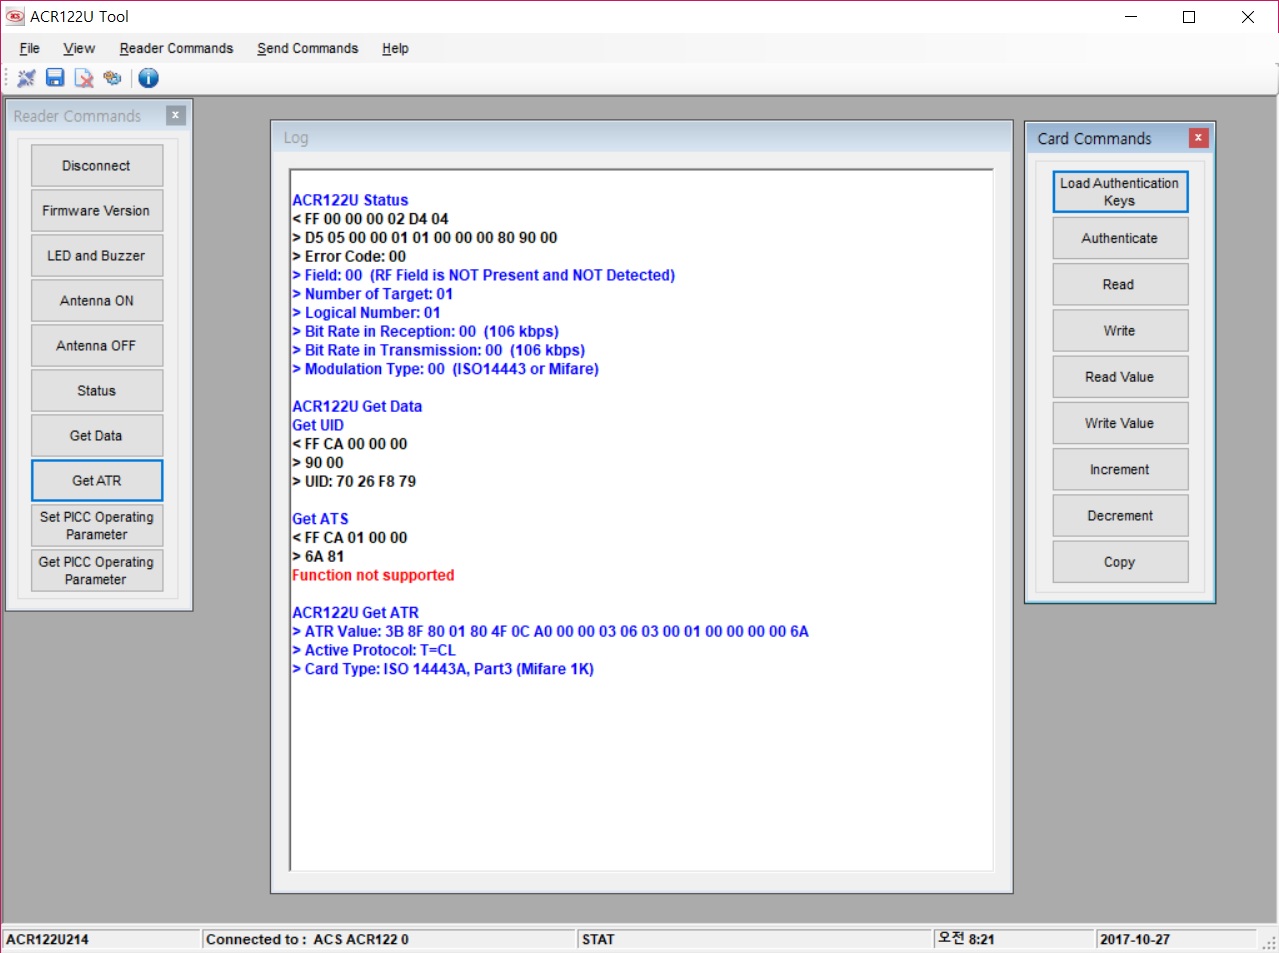 ACR122U Tool
File View Reader Commands Send Commands Help
Reader Commands
Disconnect
Firmware Version
LED and Buzzer
Antenna ON
Antenna OFF
Status
Get Data
Get ATR
Set PICC Operating
Parameter
Get PICC Operating
Parameter
Log
ACR122U Status
< FF 00 00 00 02 D4 04
> D5 05 00 00 01 01 00 00 00 80 90 00
> Error Code: 00
> Field: 00  (RF Field is NOT Present and NOT Detected)
> Number of Target: 01
> Logical Number: 01
> Bit Rate in Reception: 00  (106 kbps)
> Bit Rate in Transmission: 00  (106 kbps)
> Modulation Type: 00  (ISO14443 or Mifare)
ACR122U Get Data
Get UID
< FF CA 00 00 00
> 90 00
> UID: 70 26 F8 79
Get ATS
< FF CA 01 00 00
> 6A 81
Function not supported
ACR122U Get ATR
> ATR Value: 3B 8F 80 01 80 4F 0C A0 00 00 03 06 03 00 01 00 00 00 00 6A
> Active Protocol: T=CL
> Card Type: ISO 14443A, Part3 (Mifare 1K)
Card Commands
Load Authentication
Keys
Authenticate
Read
Write
Read Value
Write Value
Increment
Decrement
Copy
ACR122U214
Connected to :  ACS ACR122 0
STAT
오전 8:21
2017-10-27